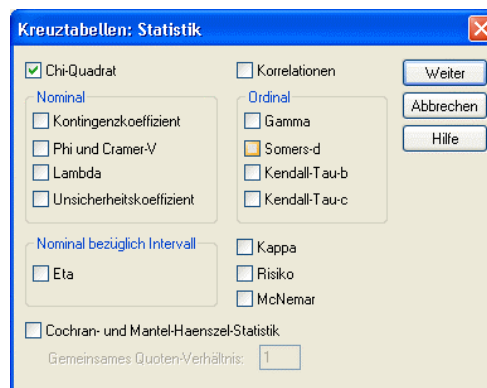 Kreuztabellen: Statistik
Chi-Quadrat
Korrelationen
Weiter
Abbrechen
Hilfe
Nominal
Kontingenzkoeffizient
Phi und Cramer-V
Lambda
Unsicherheitskoeffizient
Ordinal
Gamma
Somers-d
Kendall-Tau-b
Kendall-Tau-c
Nominal bezüglich Intervall
Eta
Kappa
Risiko
McNemar
Cochran- und Mantel-Haenszel-Statistik
Gemeinsames Quoten-Verhältnis: 1